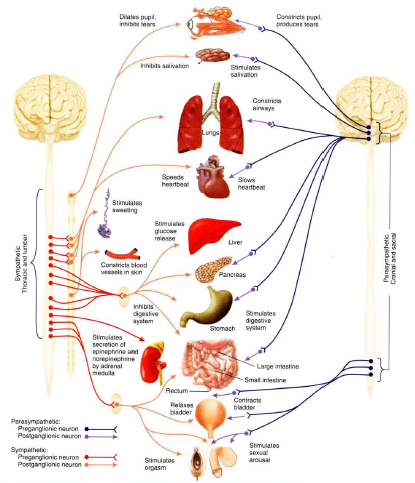 Dilates pupil,
inhibits tears
Constricts pupil,
produces tears
Inhibits salivation
Stimulates
salivation
Constricts
airways
Lungs
Speeds
heartbeat
Slows
heartbeat
Stimulates
sweating
Stimulates
glucose
release
Liver
Constricts blood
vessels in skin
Pancreas
Inhibits
digestive
system
Stomach
Stimulates
digestive
system
Sympathetic
Thoracic and lumbar
Parasympathetic
Cranial and sacral
Stimulates
secretion of
epinephrine and
norepinephrine
by adrenal
medulla
Large intestine
Small intestine
Rectum
Relaxes
bladder
Contracts
bladder
Stimulates
orgasm
Stimulates
sexual
arousal
Parasympathetic:
Preganglionic neuron
Postganglionic neuron
Sympathetic:
Preganglionic neuron
Postganglionic neuron